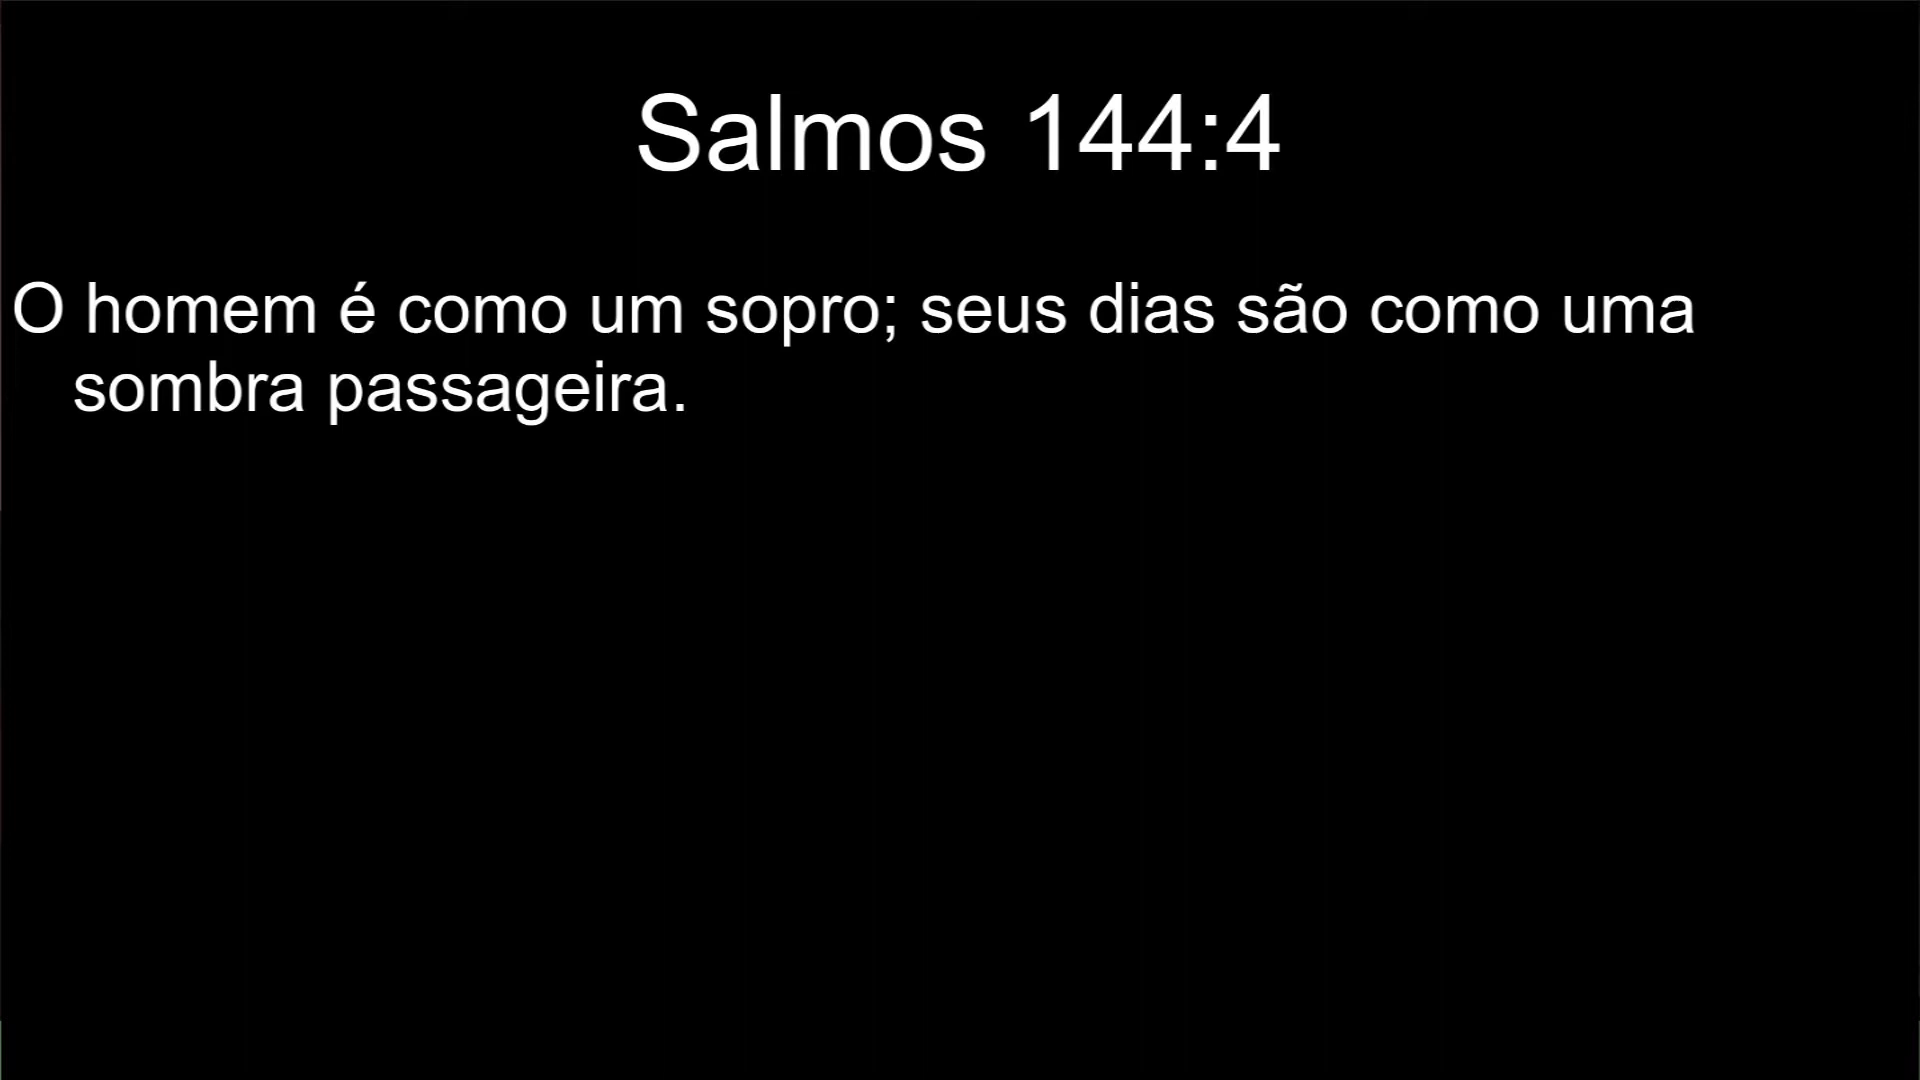 Salmos 144:4
O homem é como um sopro; seus dias são como uma
sombra passageira.